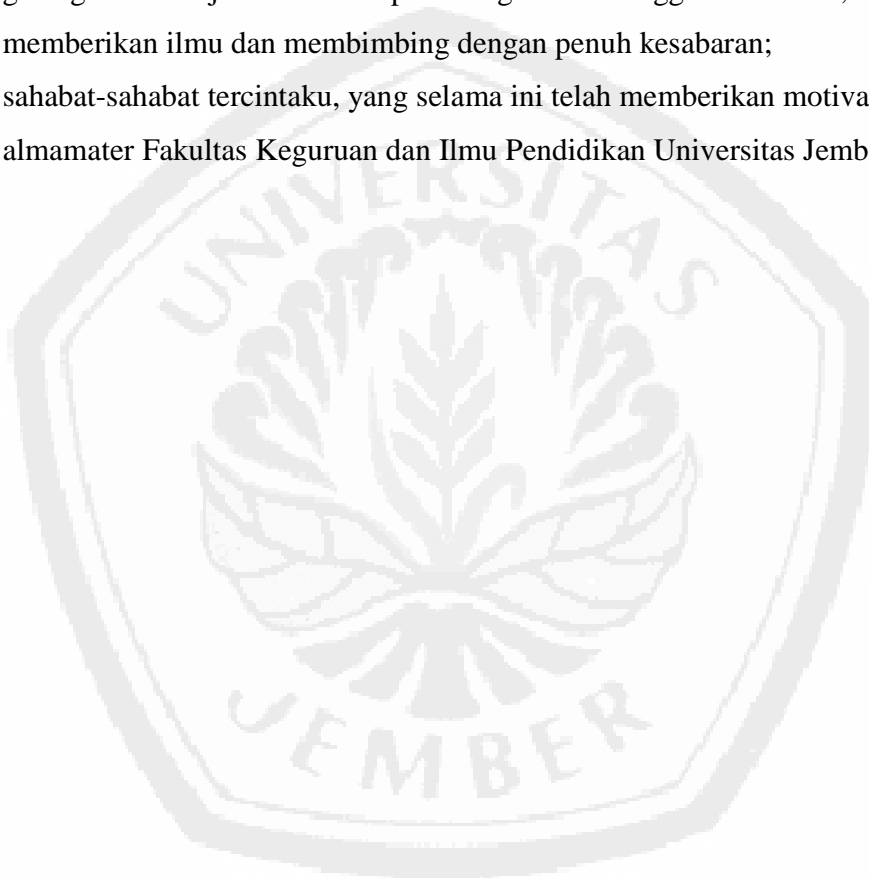 memberikan ilmu dan membimbing dengan penuh kesabaran;
sahabat-sahabat tercintaku, yang selama ini telah memberikan motiva
almamater Fakultas Keguruan dan Ilmu Pendidikan Universitas Jemb
UNIVERSITAS
JEMBER